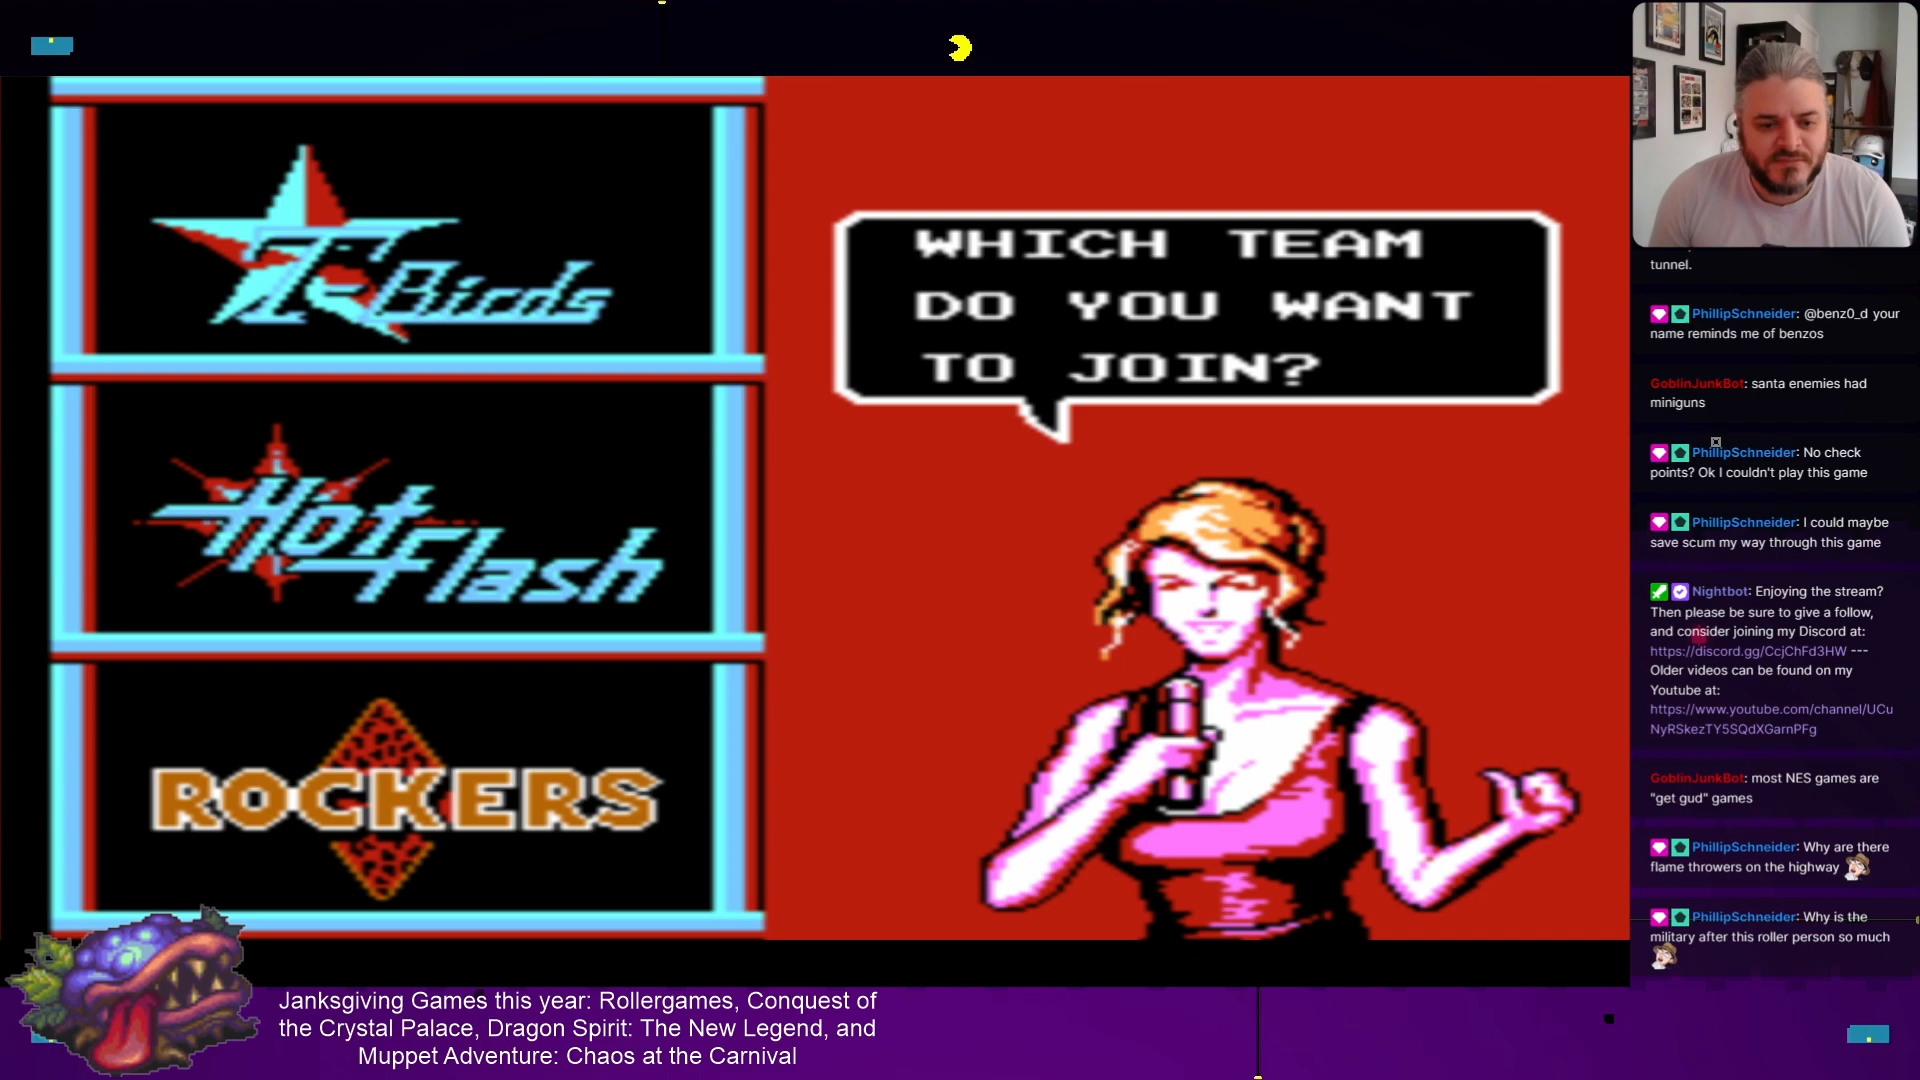 T-Birds
Hot Flash
ROCKERS
WHICH TEAM
DO YOU WANT
TO JOIN?
tunnel.
PhillipSchneider: @benz0_d your
name reminds me of benzos
GoblinJunkBot: santa enemies had
miniguns
PhillipSchneider: No check
points? Ok I couldn't play this game
PhillipSchneider: I could maybe
save scum my way through this game
Nightbot: Enjoying the stream?
Then please be sure to give a follow,
and consider joining my Discord at:
https://discord.gg/CcjChFd3HW ---
Older videos can be found on my
Youtube at:
https://www.youtube.com/channel/UCu
NyRSkezTY5SQdXGarnPFg
GoblinJunkBot: most NES games are
"get gud" games
PhillipSchneider: Why are there
flame throwers on the highway
PhillipSchneider: Why is the
military after this roller person so much
Janksgiving Games this year: Rollergames, Conquest of
the Crystal Palace, Dragon Spirit: The New Legend, and
Muppet Adventure: Chaos at the Carnival